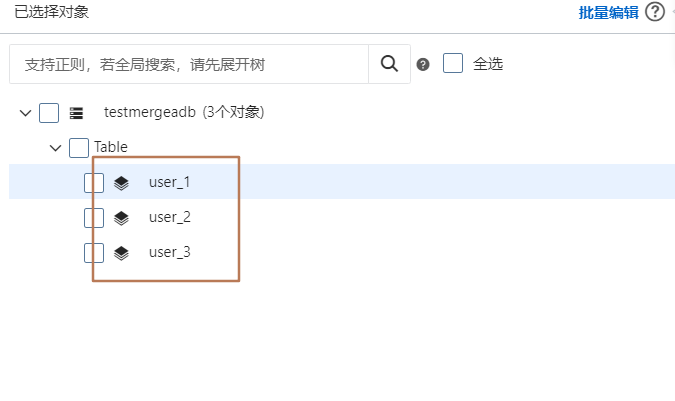 已选择对象 批量编辑
支持正则，若全局搜索，请先展开树 全选
testmergeadb (3个对象)
Table
user_1
user_2
user_3